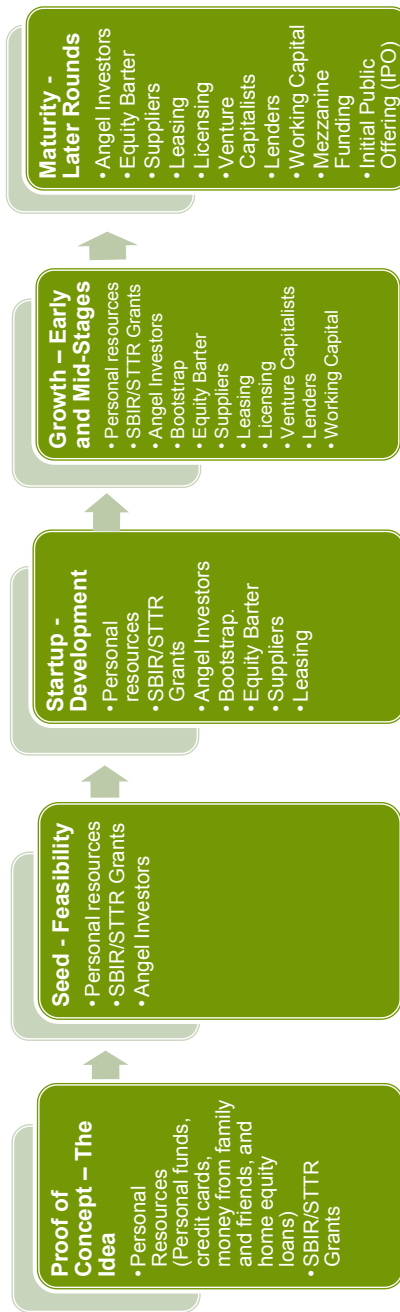 Proof of
Concept – The
Idea
• Personal
Resources
(Personal funds,
credit cards,
money from family
and friends, and
home equity
loans)
• SBIR/STTR
Grants
Seed - Feasibility
• Personal resources
• SBIR/STTR Grants
• Angel Investors
Startup -
Development
• Personal
resources
• SBIR/STTR
Grants
• Angel Investors
• Bootstrap.
• Equity Barter
• Suppliers
• Leasing
Growth – Early
and Mid-Stages
• Personal resources
• SBIR/STTR Grants
• Angel Investors
• Bootstrap
• Equity Barter
• Suppliers
• Leasing
• Licensing
• Venture Capitalists
• Lenders
• Working Capital
Maturity -
Later Rounds
• Angel Investors
• Equity Barter
• Suppliers
• Leasing
• Licensing
• Venture
Capitalists
• Lenders
• Working Capital
• Mezzanine
Funding
• Initial Public
Offering (IPO)